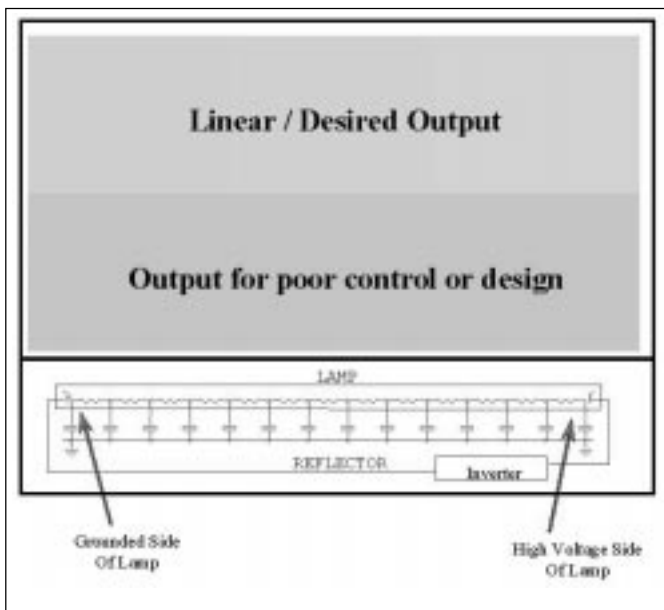 Linear / Desired Output
Output for poor control or design
LAMP
REFLECTOR
Inverter
Grounded Side
Of Lamp
High Voltage Side
Of Lamp